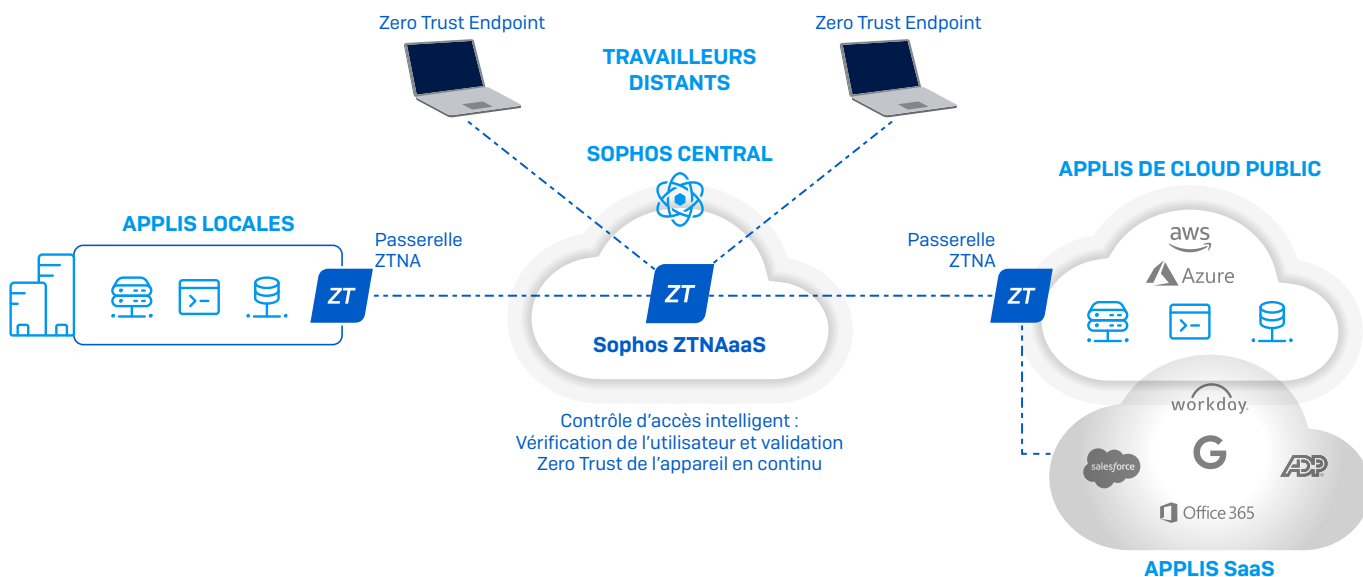 Zero Trust Endpoint
Zero Trust Endpoint
TRAVAILLEURS
DISTANTS
SOPHOS CENTRAL
APPLIS DE CLOUD PUBLIC
APPLIS LOCALES
Passerelle
ZTNA
Passerelle
ZTNA
aws
Azure
ZT
ZT
ZT
>-
>-
Sophos ZTNAaaS
Contrôle d’accès intelligent :
Vérification de l’utilisateur et validation
Zero Trust de l’appareil en continu
workday.
salesforce
G
ADP
Office 365
APPLIS SaaS